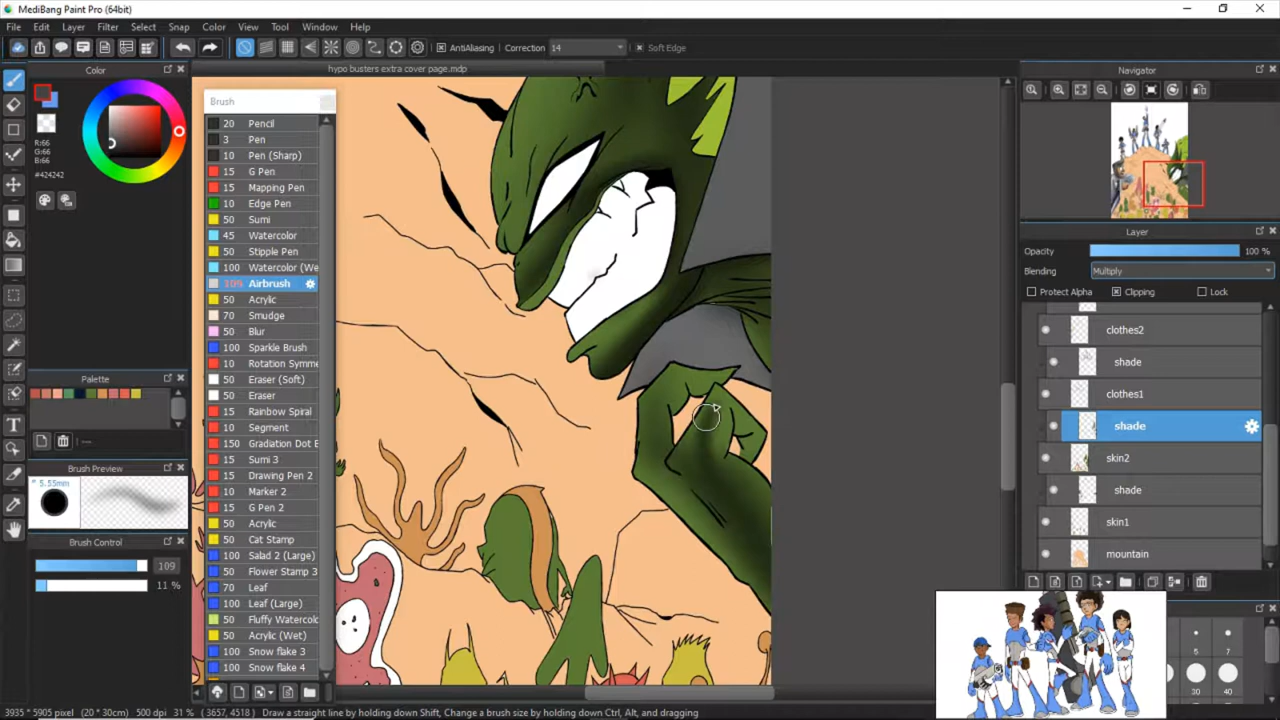 MediBang Paint Pro (64bit)
File Edit Layer Filter Select Snap Color View Tool Window Help
AntiAliasing Correction 14 Soft Edge
hypo busters extra cover page.mdp
Color
R:66
G:66
B:66
#424242
Palette
Brush Preview
* 5.55mm
Brush Control
109
11 %
Brush
20 Pencil
3 Pen
10 Pen (Sharp)
15 G Pen
15 Mapping Pen
10 Edge Pen
50 Sumi
45 Watercolor
50 Stipple Pen
100 Watercolor (We
109 Airbrush
50 Acrylic
70 Smudge
50 Blur
100 Sparkle Brush
10 Rotation Symme
50 Eraser (Soft)
50 Eraser
15 Rainbow Spiral
10 Segment
150 Gradation Dot E
15 Sumi 3
15 Drawing Pen 2
10 Marker 2
15 G Pen 2
50 Acrylic
50 Cat Stamp
100 Salad 2 (Large)
50 Flower Stamp 3
70 Leaf
100 Leaf (Large)
50 Fluffy Watercolo
50 Acrylic (Wet)
100 Snow flake 3
100 Snow flake 4
Navigator
Layer
Opacity 100 %
Blending Multiply
Protect Alpha Clipping Lock
clothes2
shade
clothes1
shade
skin2
shade
skin1
mountain
5 7
30 40
3935 * 5905 pixel (20 * 30cm) 500 dpi 31 % ( 3657, 4518 ) Draw a straight line by holding down Shift, Change a brush size by holding down Ctrl, Alt, and dragging